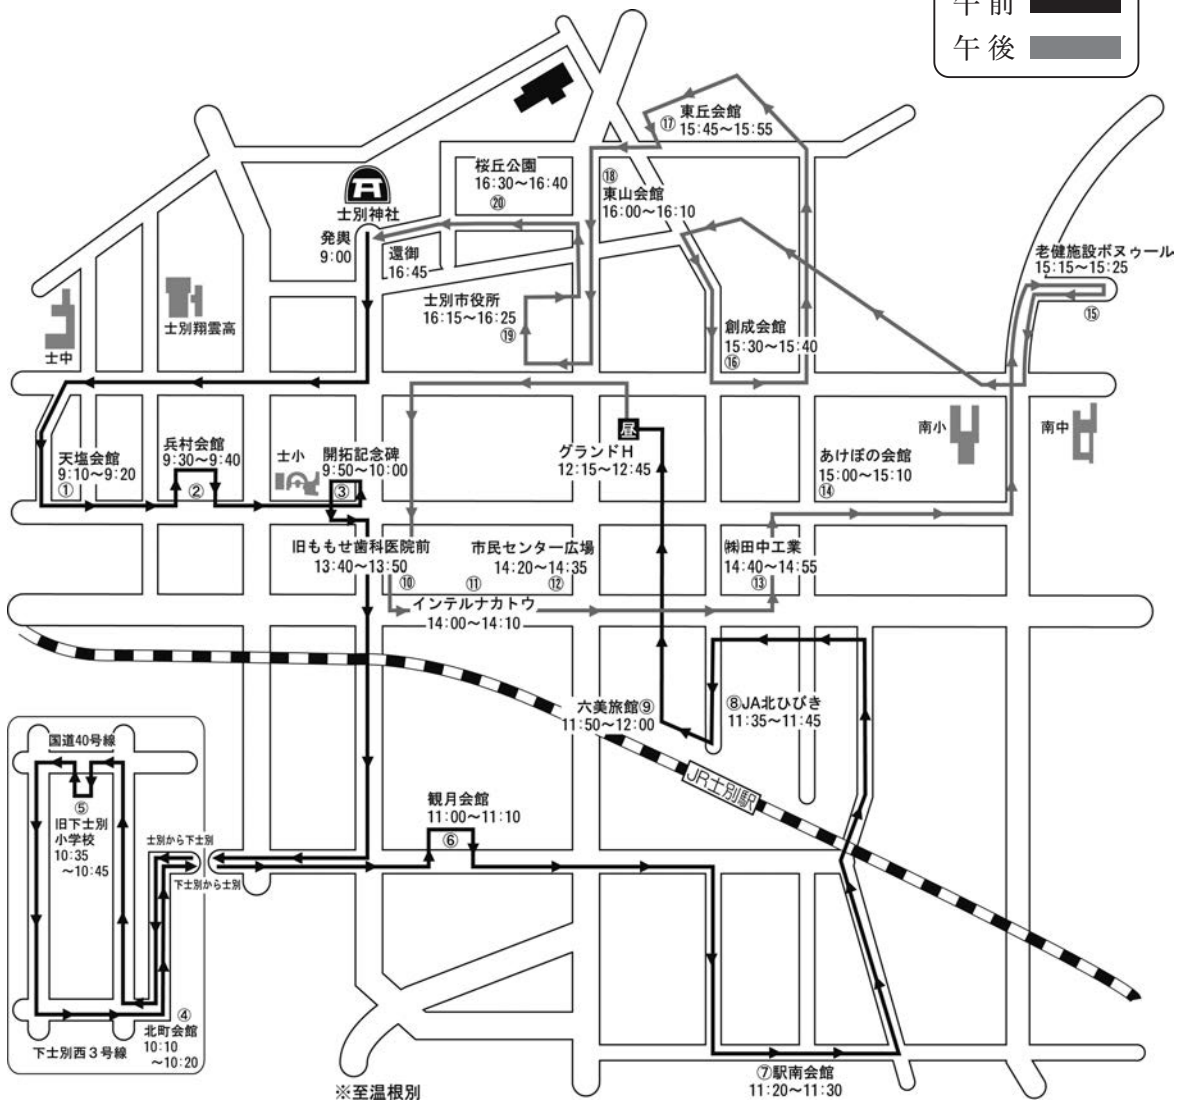 午前
午後
東丘会館
⑰ 15:45～15:55
桜丘公園
16:30～16:40
⑳
⑱
東山会館
16:00～16:10
士別神社
発輿
9:00
還御
16:45
老健施設ボヌゥール
15:15～15:25
⑮
士別市役所
16:15～16:25
⑲
士別翔雲高
士中
創成会館
15:30～15:40
⑯
兵村会館
9:30～9:40
②
天塩会館
9:10～9:20
①
士小
開拓記念碑
9:50～10:00
③
昼
グランドH
12:15～12:45
南小
南中
あけぼの会館
15:00～15:10
⑭
旧ももせ歯科医院前
13:40～13:50
⑩
市民センター広場
14:20～14:35
⑫
㈱田中工業
14:40～14:55
⑬
⑪
インテルナカトウ
14:00～14:10
六美旅館⑨
11:50～12:00
⑧JA北ひびき
11:35～11:45
JR士別駅
国道40号線
⑤
旧下士別
小学校
10:35
～10:45
士別から下士別
下士別から士別
観月会館
11:00～11:10
⑥
④
北町会館
10:10
～10:20
下士別西3号線
⑦駅南会館
11:20～11:30
※至温根別